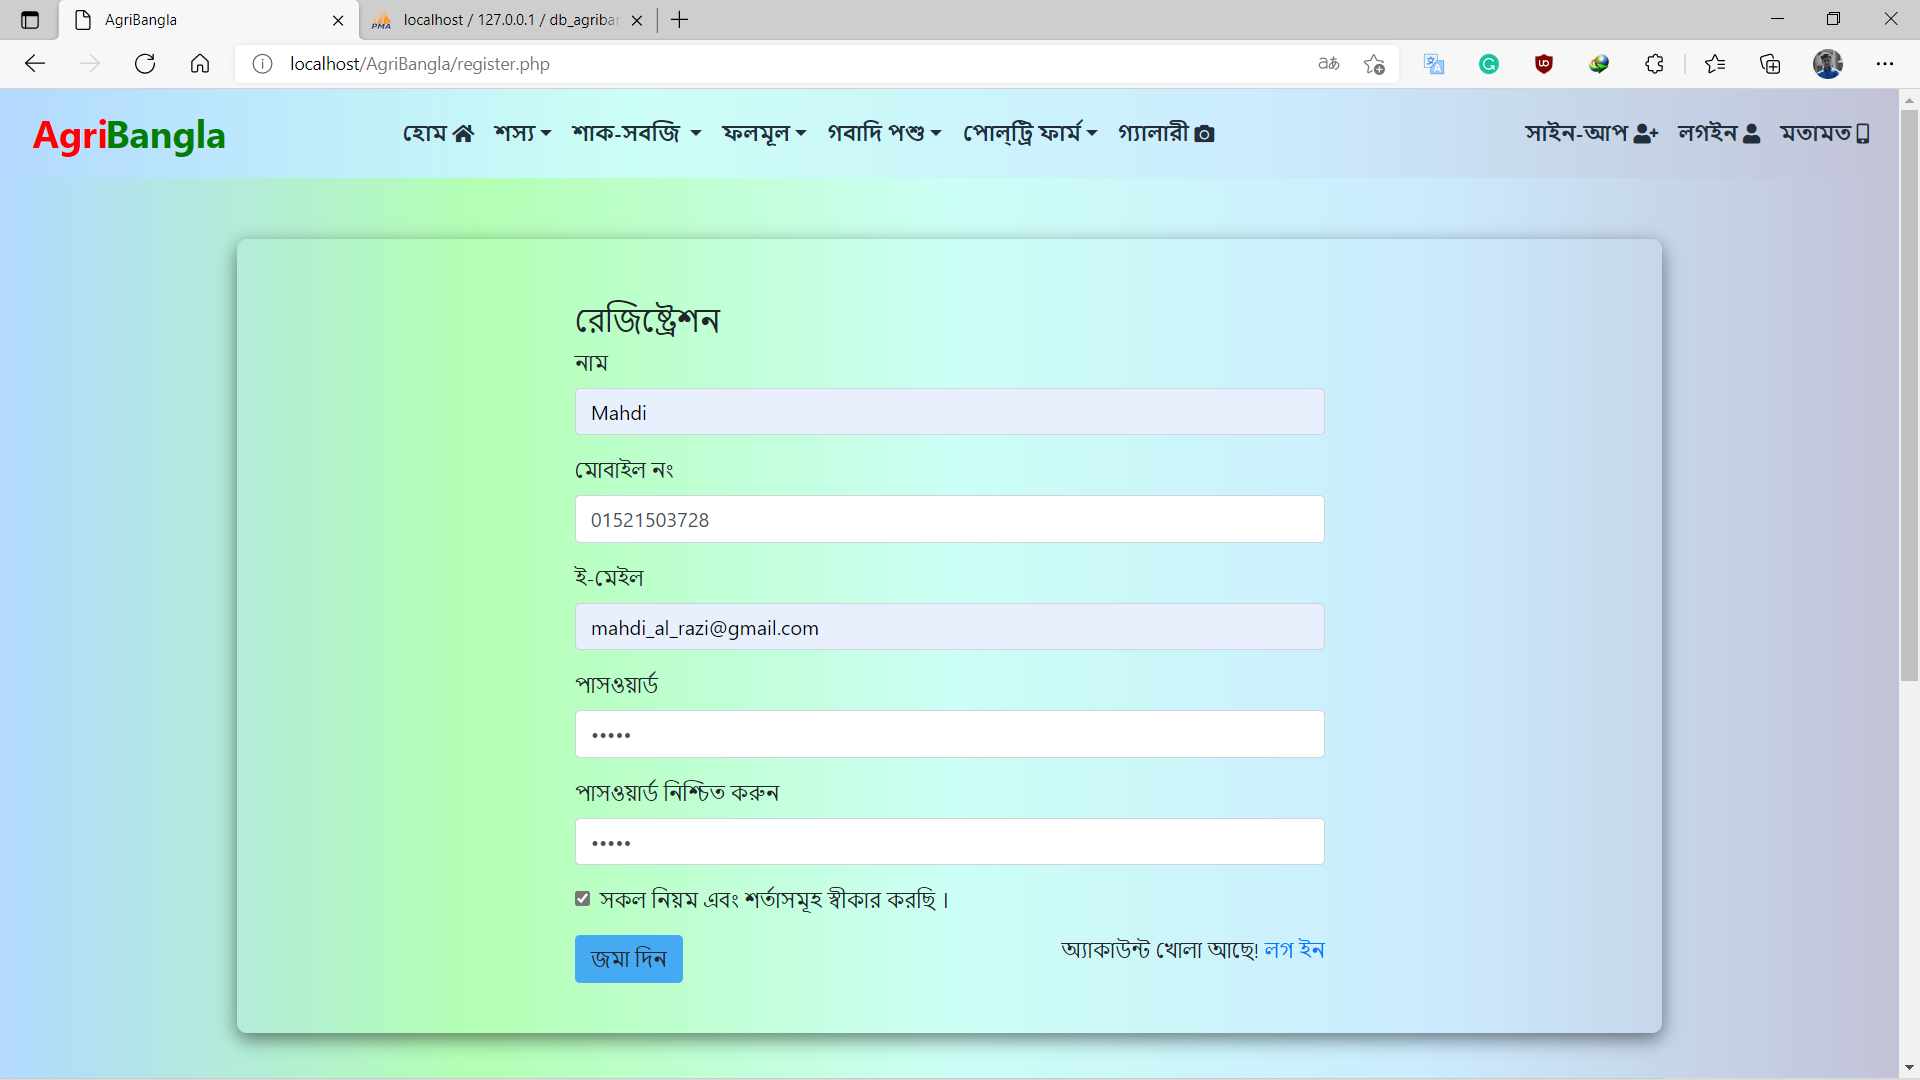 AgriBangla
localhost / 127.0.0.1 / db_agriba
localhost/AgriBangla/register.php
AgriBangla
হোম শস্য শাক-সবজি ফলমূল গবাদি পশু পোল্ট্রি ফার্ম গ্যালারী সাইন-আপ লগইন মতামত
রেজিষ্ট্রেশন
নাম
Mahdi
মোবাইল নং
01521503728
ই-মেইল
mahdi_al_razi@gmail.com
পাসওয়ার্ড
•••••
পাসওয়ার্ড নিশ্চিত করুন
•••••
সকল নিয়ম এবং শর্তাসমূহ স্বীকার করছি ।
জমা দিন
অ্যাকাউন্ট খোলা আছে! লগ ইন